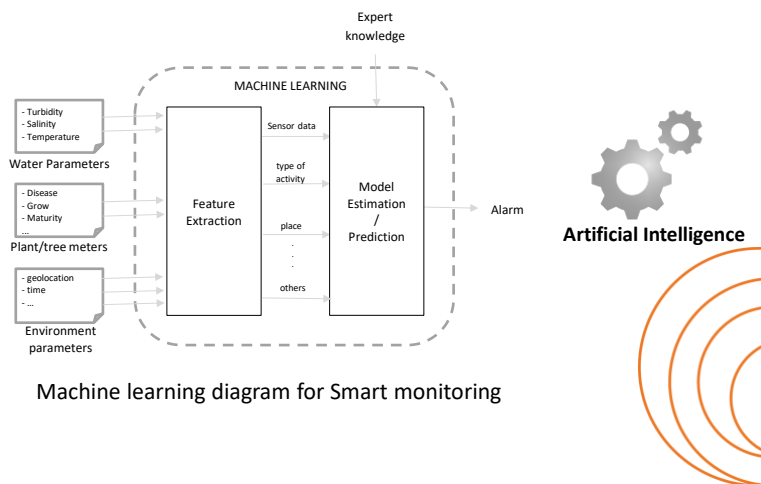 Expert
knowledge
MACHINE LEARNING
- Turbidity
- Salinity
- Temperature
Water Parameters
- Disease
- Grow
- Maturity
...
Plant/tree meters
- geolocation
- time
- ...
Environment
parameters
Feature
Extraction
Sensor data
type of
activity
place
.
.
.
others
Model
Estimation
/
Prediction
Alarm
Artificial Intelligence
Machine learning diagram for Smart monitoring